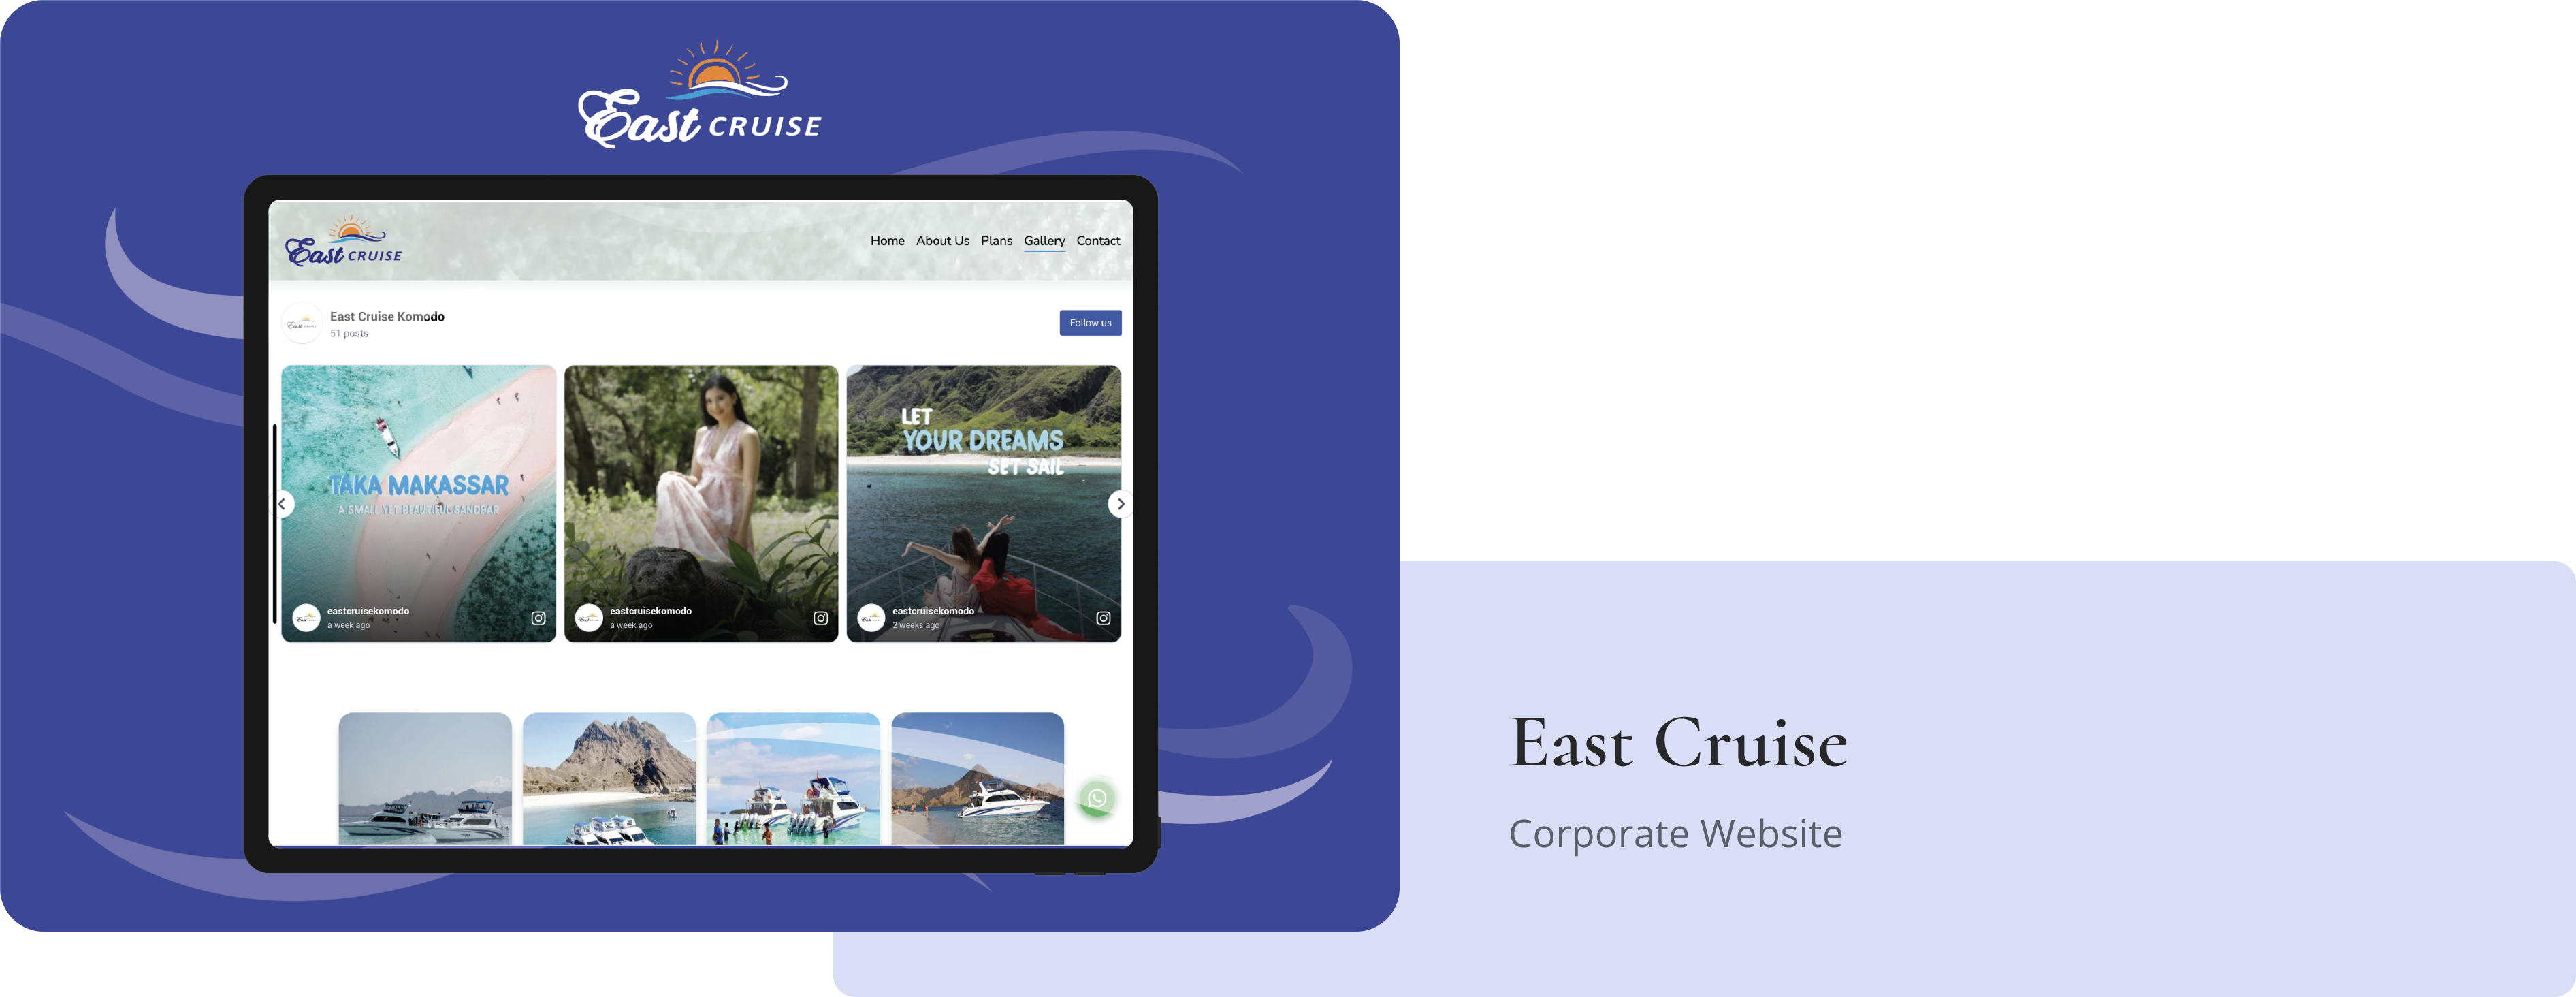 East CRUISE
East CRUISE
Home About Us Plans Gallery Contact
East Cruise Komodo
51 posts
Follow us
TAKA MAKASSAR
A SMALL YET BEAUTIFUL SANDBAR
eastcruisekomodo
a week ago
eastcruisekomodo
a week ago
LET
YOUR DREAMS
SET SAIL
eastcruisekomodo
2 weeks ago
East Cruise
Corporate Website